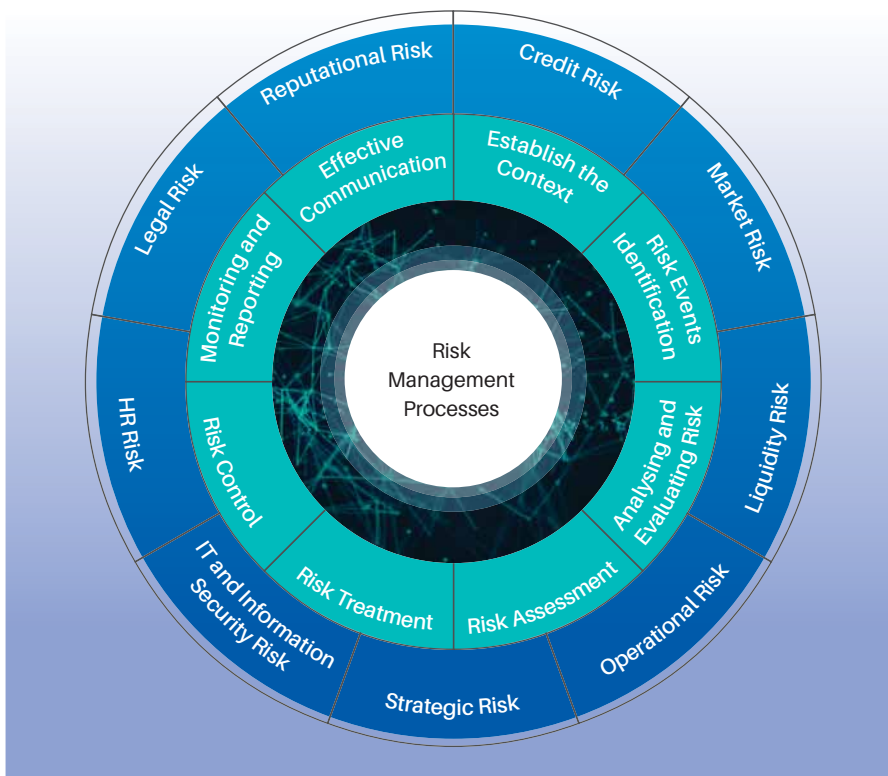 Risk
Management
Processes
Establish the
Context
Risk Events
Identification
Analysing and
Evaluating Risk
Risk Assessment
Risk Treatment
Risk Control
Monitoring and
Reporting
Effective
Communication
Credit Risk
Market Risk
Liquidity Risk
Operational Risk
Strategic Risk
IT and Information
Security Risk
HR Risk
Legal Risk
Reputational Risk